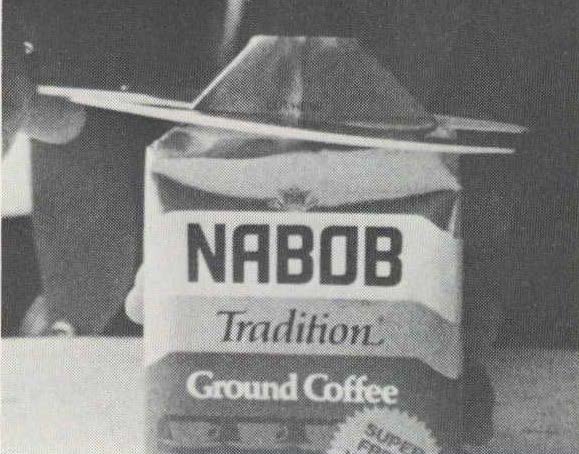 NABOB
Tradition
Ground Coffee
SUPER